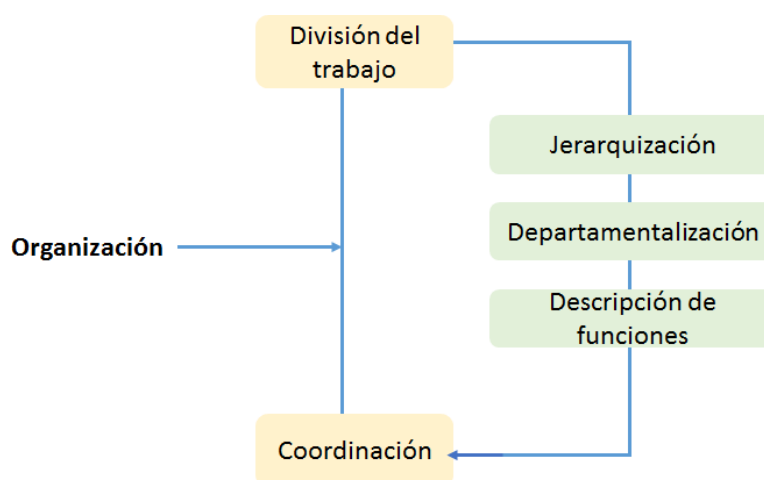 División del
trabajo
Jerarquización
Departamentalización
Organización
Descripción de
funciones
Coordinación